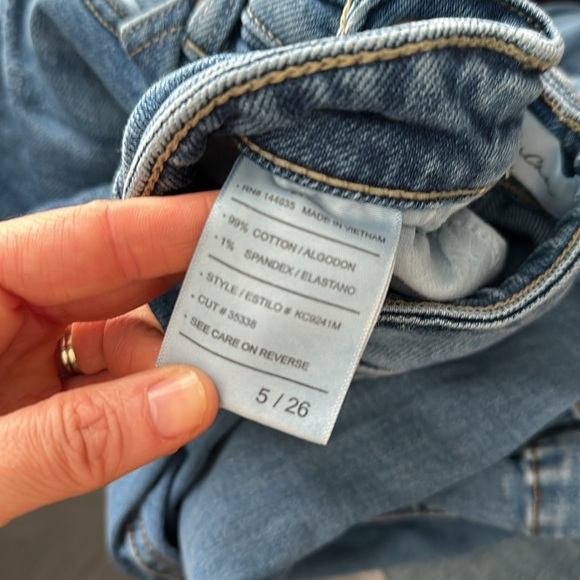 • RN# 144635 MADE IN VIETNAM
• 99% COTTON / ALGODON
• 1% SPANDEX / ELASTANO
• STYLE / ESTILO # KC9241M
• CUT # 35338
• SEE CARE ON REVERSE
5 / 26